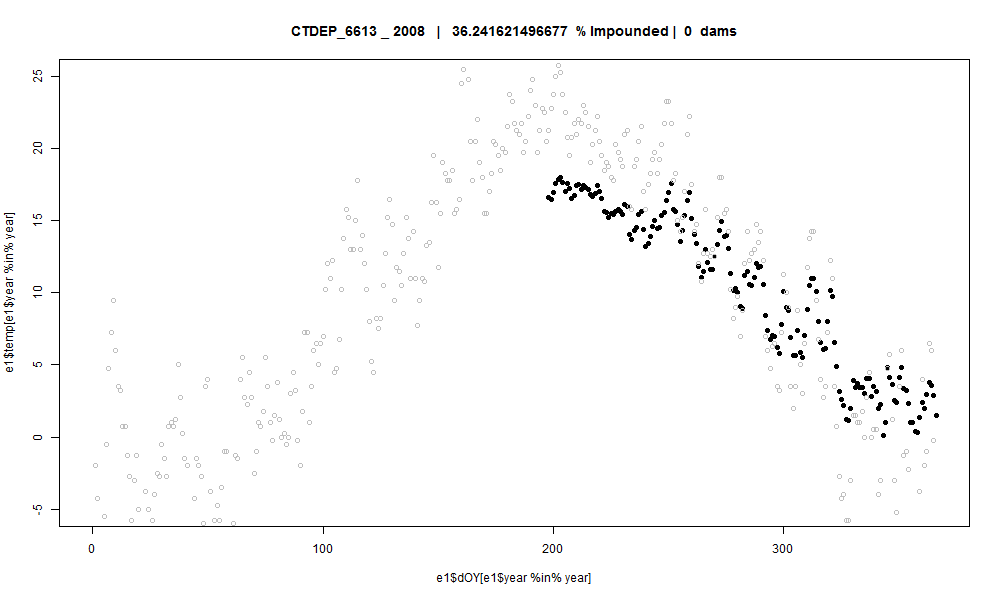 CTDEP_6613 _ 2008 | 36.241621496677 % Impounded | 0 dams
e1$temp[e1$year %in% year]
25
20
15
10
5
0
-5
0 100 200 300
e1$dOY[e1$year %in% year]